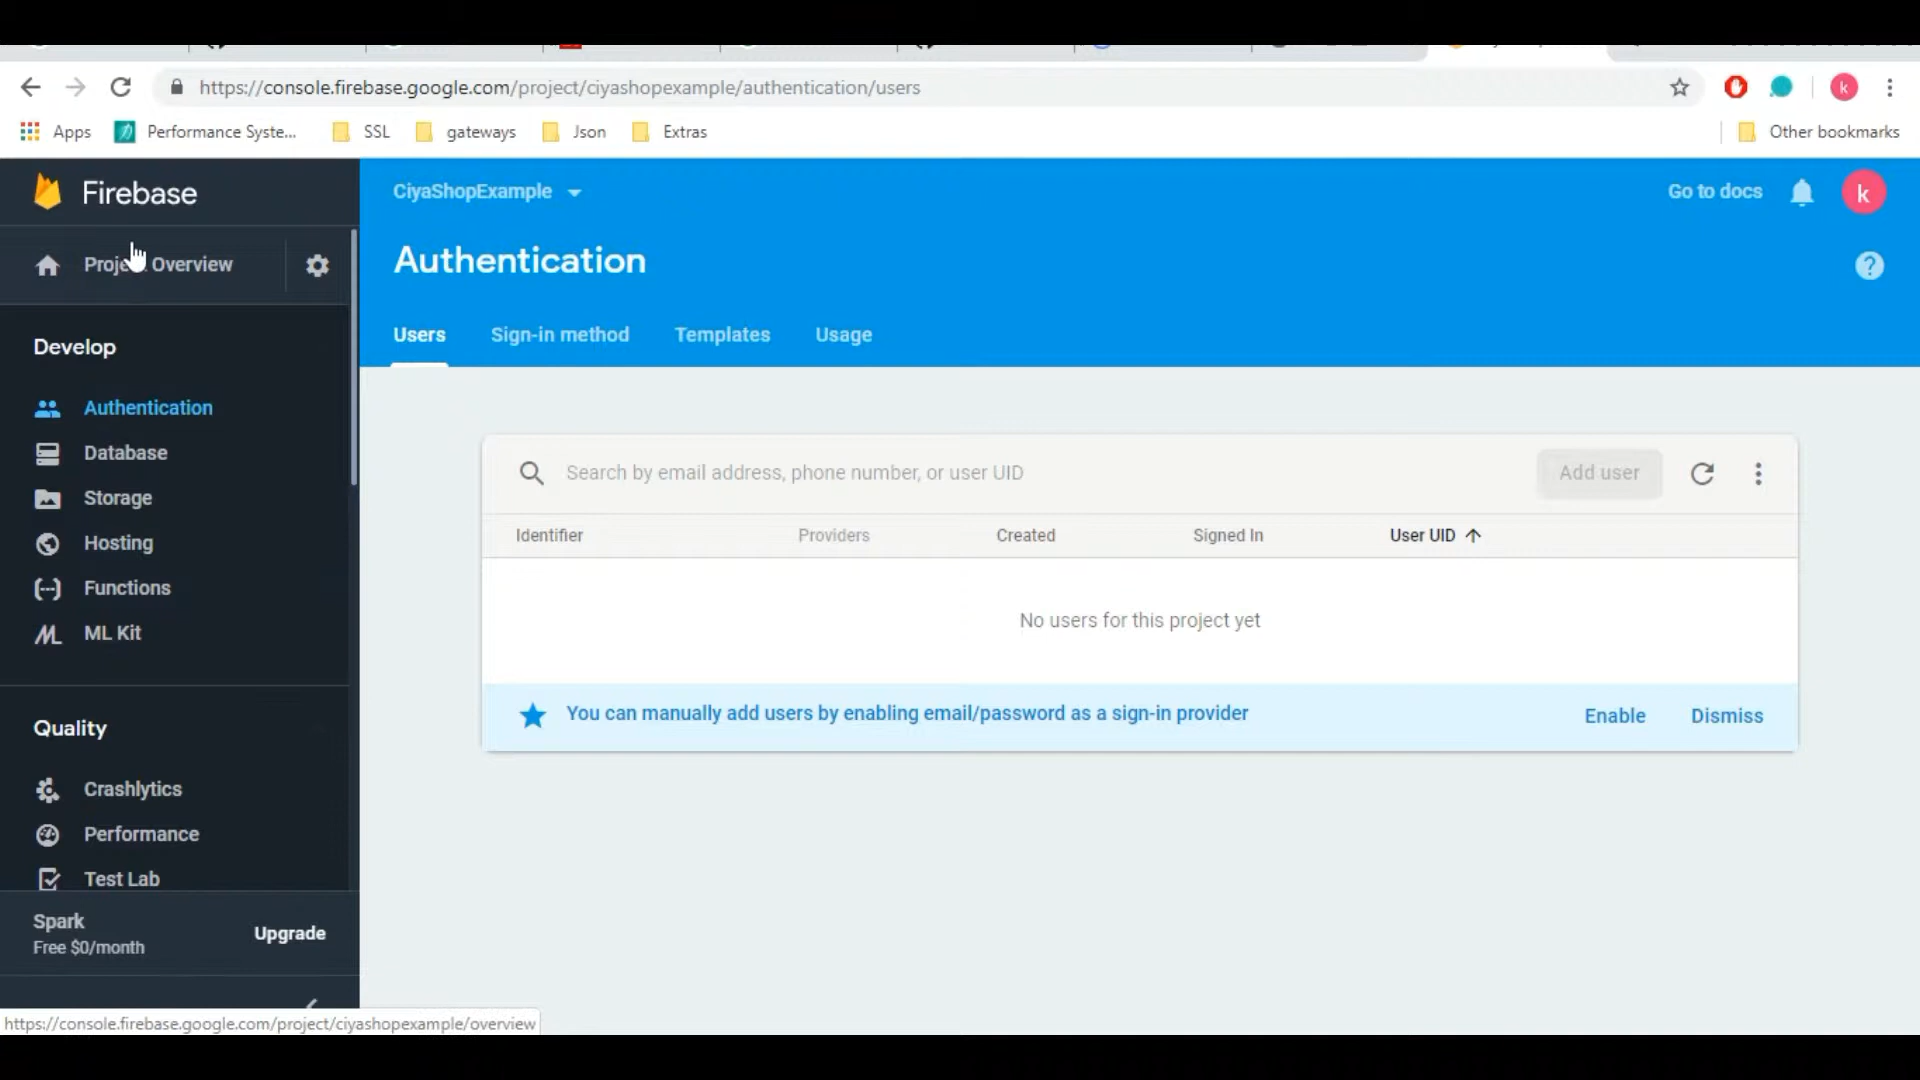 https://console.firebase.google.com/project/ciyashopexample/authentication/users
Apps Performance Syste... SSL gateways Json Extras Other bookmarks
Firebase
Project Overview
Develop
Authentication
Database
Storage
Hosting
Functions
ML Kit
Quality
Crashlytics
Performance
Test Lab
Spark
Free $0/month
Upgrade
CiyaShopExample
Go to docs
k
k
Authentication
Users Sign-in method Templates Usage
Search by email address, phone number, or user UID
Add user
Identifier Providers Created Signed In User UID
No users for this project yet
You can manually add users by enabling email/password as a sign-in provider
Enable Dismiss
https://console.firebase.google.com/project/ciyashopexample/overview